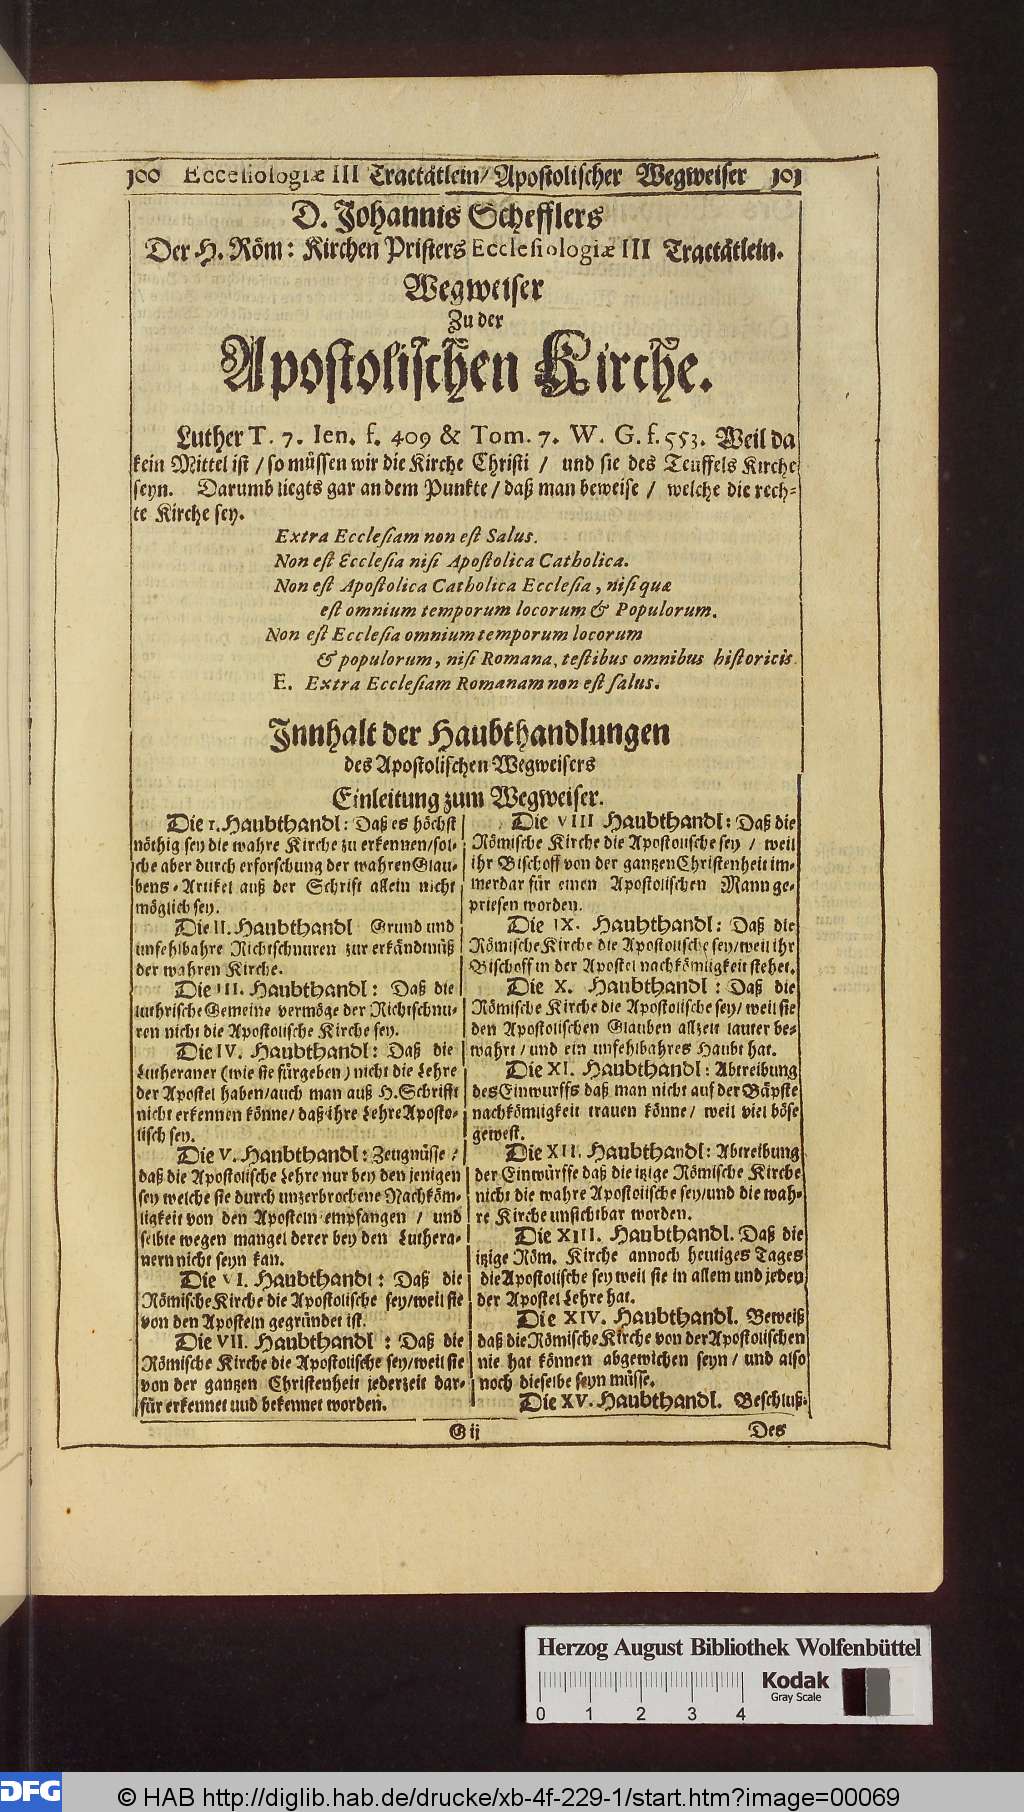 100 Eccesiologiæ III Tractätlein/ Apostolischer Wegweiser 101
D. Johannis Schefflers
Der H. Röm: Kirchen Pristers Ecclesiologiæ III Tractätlein.
Wegweiser
Zu der
Apostolischen Kirche.
Luther T. 7. Ien. f. 409 & Tom. 7. W. G. f. 553. Weil da
kein Mittel ist / so müssen wir die Kirche Christi / und sie des Teuffels Kirche
seyn. Darumb liegts gar an dem Punkte / daß man beweise / welche die rech-
te Kirche sey.
Extra Ecclesiam non est Salus.
Non est Ecclesia nisi Apostolica Catholica.
Non est Apostolica Catholica Ecclesia, nisi quæ
est omnium temporum locorum & Populorum.
Non est Ecclesia omnium temporum locorum
& populorum, nisi Romana, testibus omnibus historicis.
E. Extra Ecclesiam Romanam non est salus.
Innhalt der Haubthandlungen
des Apostolischen Wegweisers
Einleitung zum Wegweiser.
Die I. Haubthandl: Daß es höchst
nöthig sey die wahre Kirche zu erkennen/sol-
che aber durch erforschung der wahren Glau-
bens-Artikel auß der Schrift allein nicht
möglich sey.
Die II. Haubthandl Grund und
unfehlbahre Richtschnuren zur erkändtnüß
der wahren Kirche.
Die III. Haubthandl: Daß die
luthrische Gemeine vermöge der Richtschnu-
ren nicht die Apostolische Kirche sey.
Die IV. Haubthandl: Daß die
Lutheraner (wie sie fürgeben) nicht die Lehre
der Apostel haben/auch man auß H. Schrifft
nicht erkennen könne/ daß ihre Lehre Aposto-
lisch sey.
Die V. Haubthandl: Zeugnüsse/
daß die Apostolische Lehre nur bey den jenigen
sey welche sie durch unzerbrochene Nachköm-
ligkeit von den Aposteln empfangen / und
selbte wegen mangel derer bey den Luthera-
nern nicht seyn kan.
Die VI. Haubthandl: Daß die
Römische Kirche die Apostolische sey/weil sie
von den Aposteln gegründet ist.
Die VII. Haubthandl: Daß die
Römische Kirche die Apostolische sey/weil sie
von der gantzen Christenheit jederzeit dar-
für erkennet und bekennet worden.
Die VIII Haubthandl: Daß die
Römische Kirche die Apostolische sey / weil
ihr Bischoff von der gantzen Christenheit im-
merdar für einen Apostolischen Mann ge-
priesen worden.
Die IX. Haubthandl: Daß die
Römische Kirche die Apostolische sey/weil ihr
Bischoff in der Apostel nachkömligkeit stehet.
Die X. Haubthandl: Daß die
Römische Kirche die Apostolische sey/ weil sie
den Apostolischen Glauben allzeit lauter be-
wahrt/ und ein unfehlbahres Haubt hat.
Die XI. Haubthandl: Abtreibung
des Einwurffs daß man nicht auf der Bäpste
nachkömligkeit trauen könne/ weil viel böse
gewest.
Die XII. Haubthandl: Abtreibung
der Einwürffe daß die itzige Römische Kirche
nicht die wahre Apostolische sey/und die wah-
re Kirche unsichtbar worden.
Die XIII. Haubthandl. Daß die
itzige Röm. Kirche annoch heutiges Tages
die Apostolische sey weil sie in allem und jeden
der Apostel Lehre hat.
Die XIV. Haubthandl. Beweiß
daß die Römische Kirche von der Apostolischen
nie hat können abgewichen seyn/ und also
noch dieselbe seyn müsse.
Die XV. Haubthandl. Beschluß.
G ij
Des
Herzog August Bibliothek Wolfenbüttel
Kodak
Gray Scale
0 1 2 3 4
DFG
© HAB http://diglib.hab.de/drucke/xb-4f-229-1/start.htm?image=00069